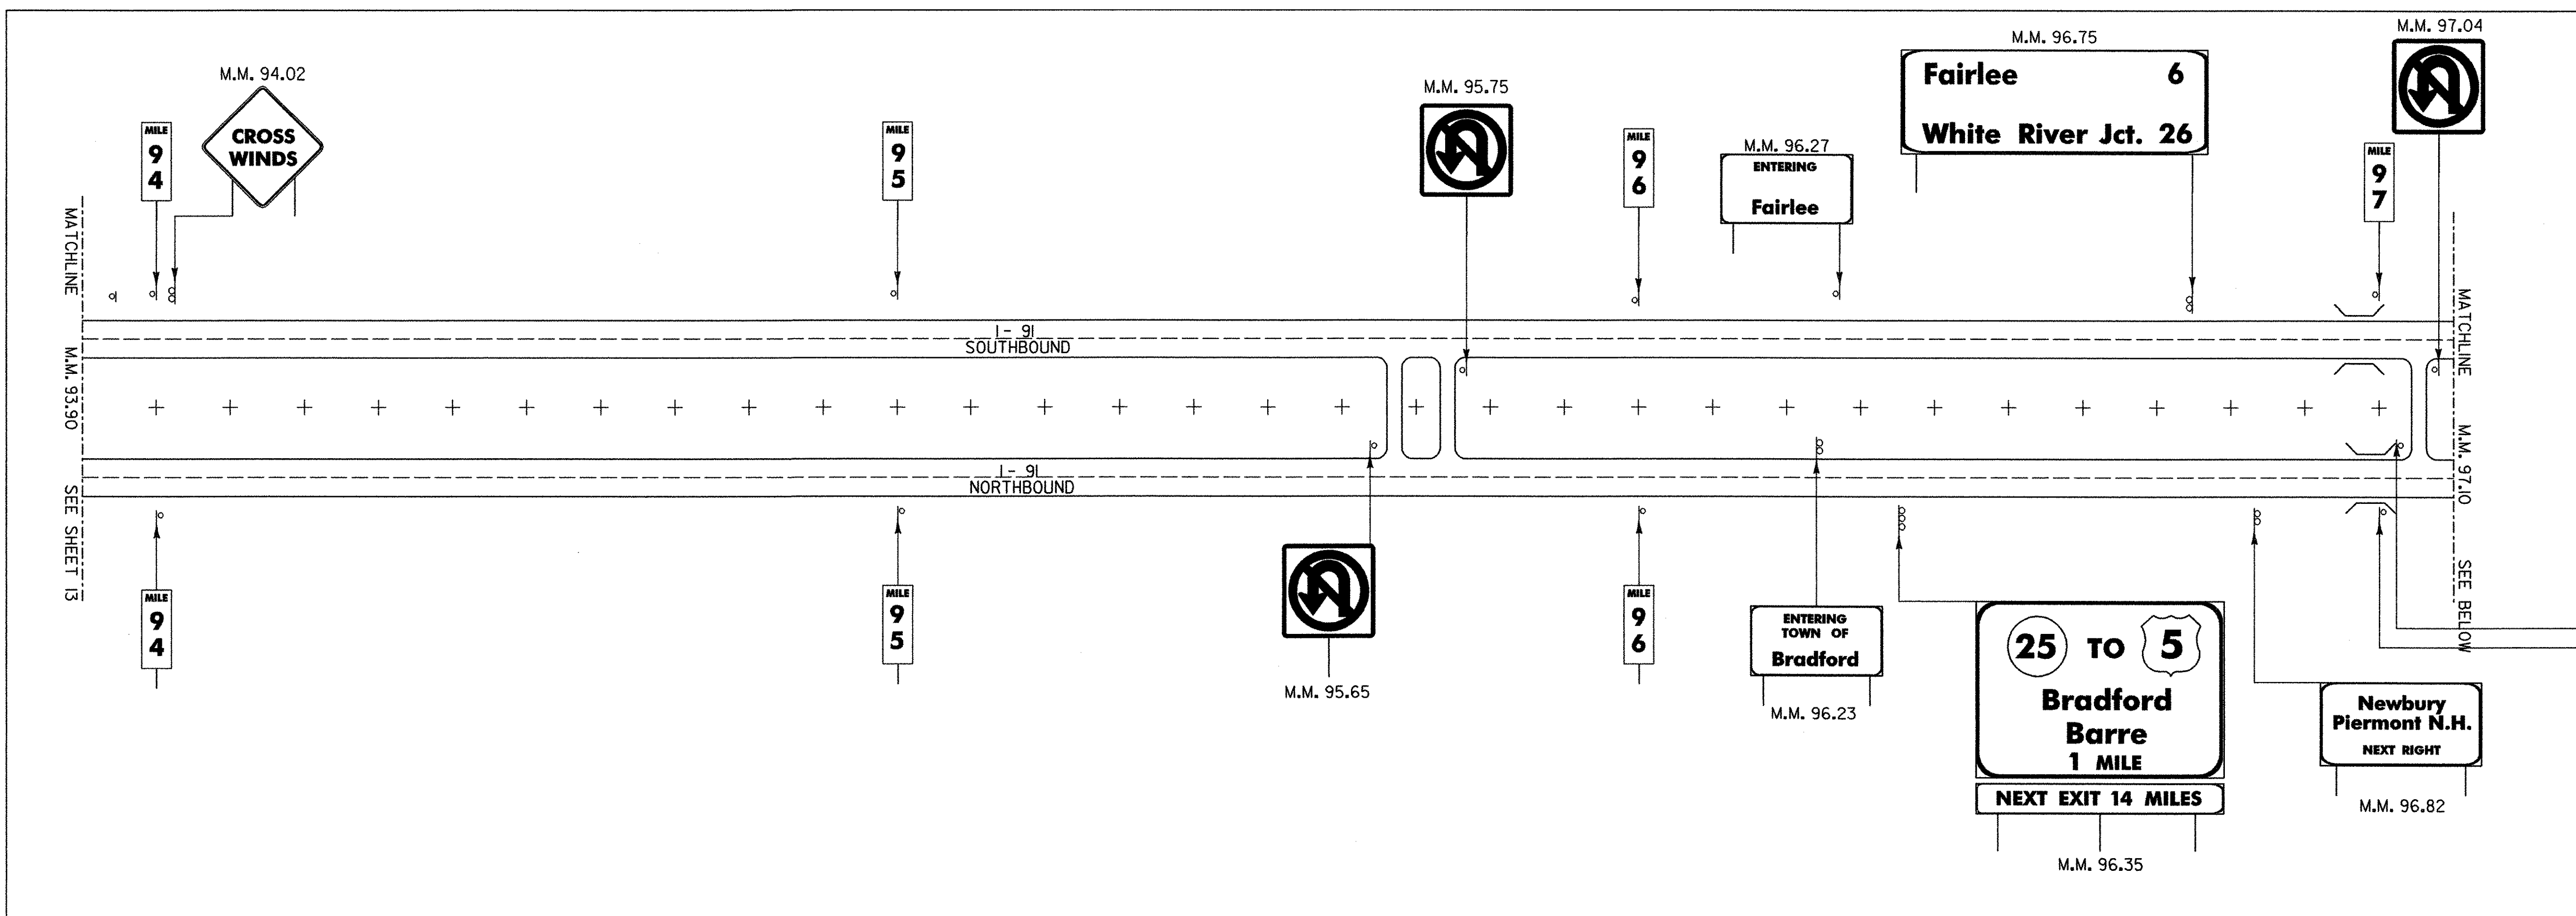 M.M. 94.02
CROSS
WINDS
MILE
9
4
MILE
9
5
M.M. 95.75
MILE
9
6
M.M. 96.27
ENTERING
Fairlee
M.M. 96.75
Fairlee 6
White River Jct. 26
M.M. 97.04
MILE
9
7
MATCHLINE M.M. 93.90 SEE SHEET 13
I-91
SOUTHBOUND
I-91
NORTHBOUND
MATCHLINE M.M. 97.10 SEE BELOW
MILE
9
4
MILE
9
5
M.M. 95.65
MILE
9
6
ENTERING
TOWN OF
Bradford
M.M. 96.23
25 TO 5
Bradford
Barre
1 MILE
NEXT EXIT 14 MILES
M.M. 96.35
Newbury
Piermont N.H.
NEXT RIGHT
M.M. 96.82